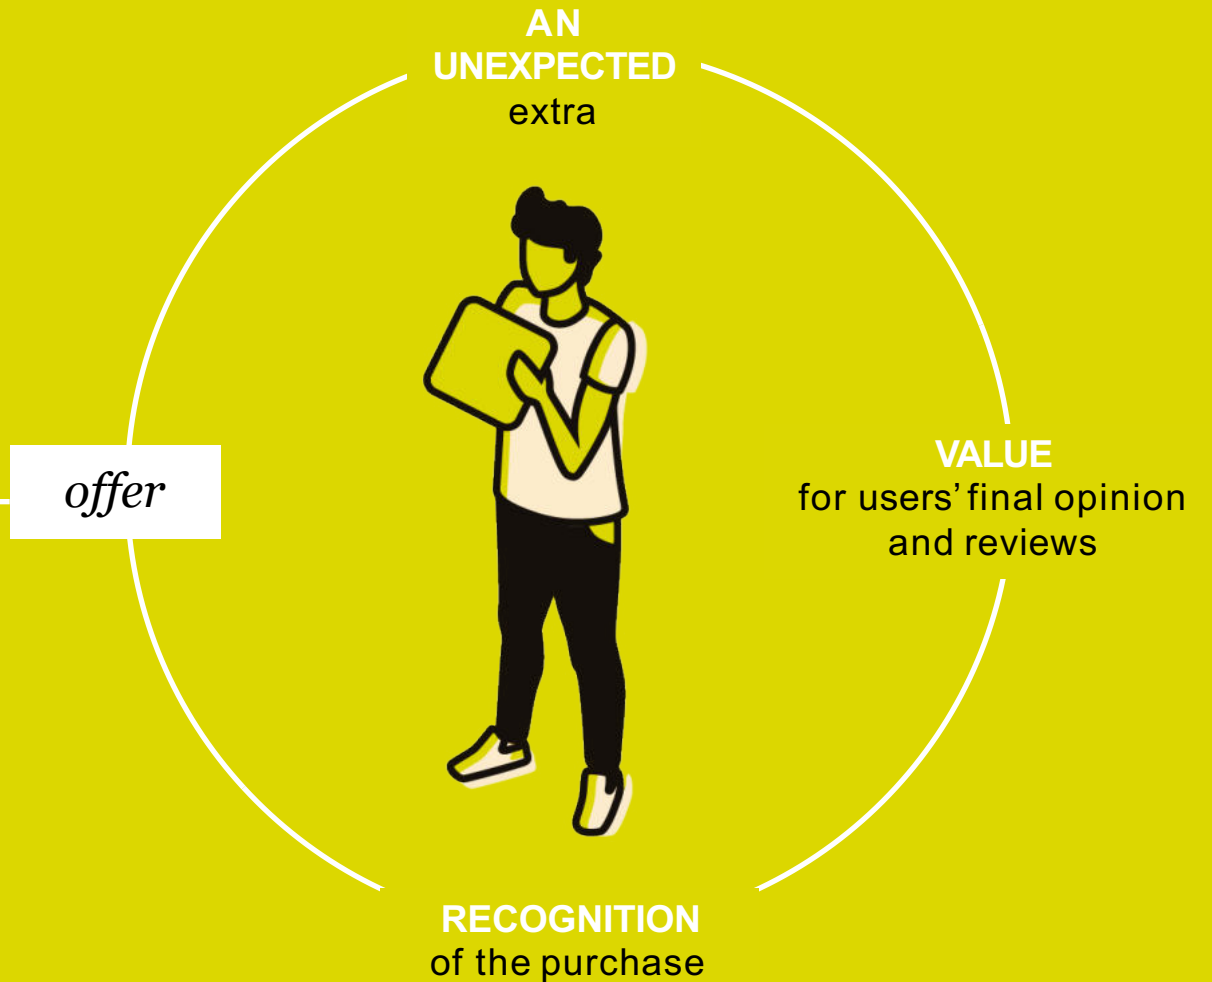 AN
UNEXPECTED
extra
offer
VALUE
for users’ final opinion
and reviews
RECOGNITION
of the purchase